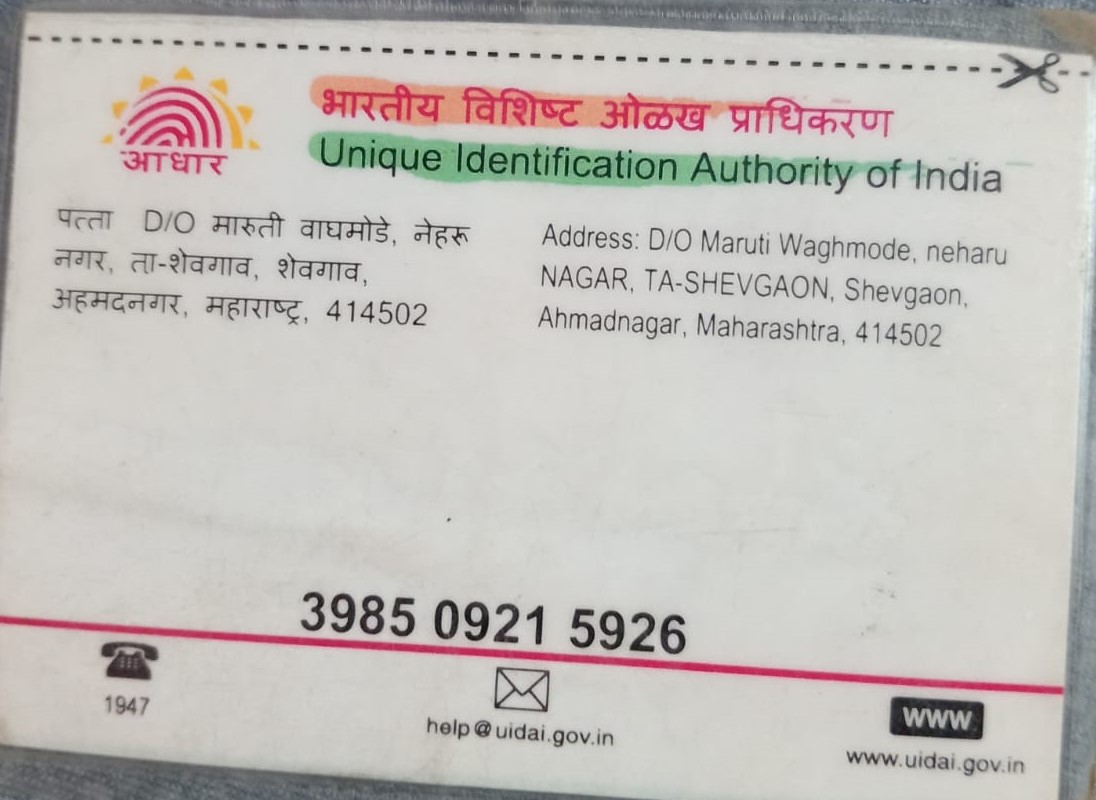 आधार
भारतीय विशिष्ट ओळख प्राधिकरण
Unique Identification Authority of India
पत्ता D/O मारुती वाघमोडे, नेहरू
नगर, ता-शेवगाव, शेवगाव,
अहमदनगर, महाराष्ट्र, 414502
Address: D/O Maruti Waghmode, neharu
NAGAR, TA-SHEVGAON, Shevgaon,
Ahmadnagar, Maharashtra, 414502
3985 0921 5926
1947
help@uidai.gov.in
www
www.uidai.gov.in